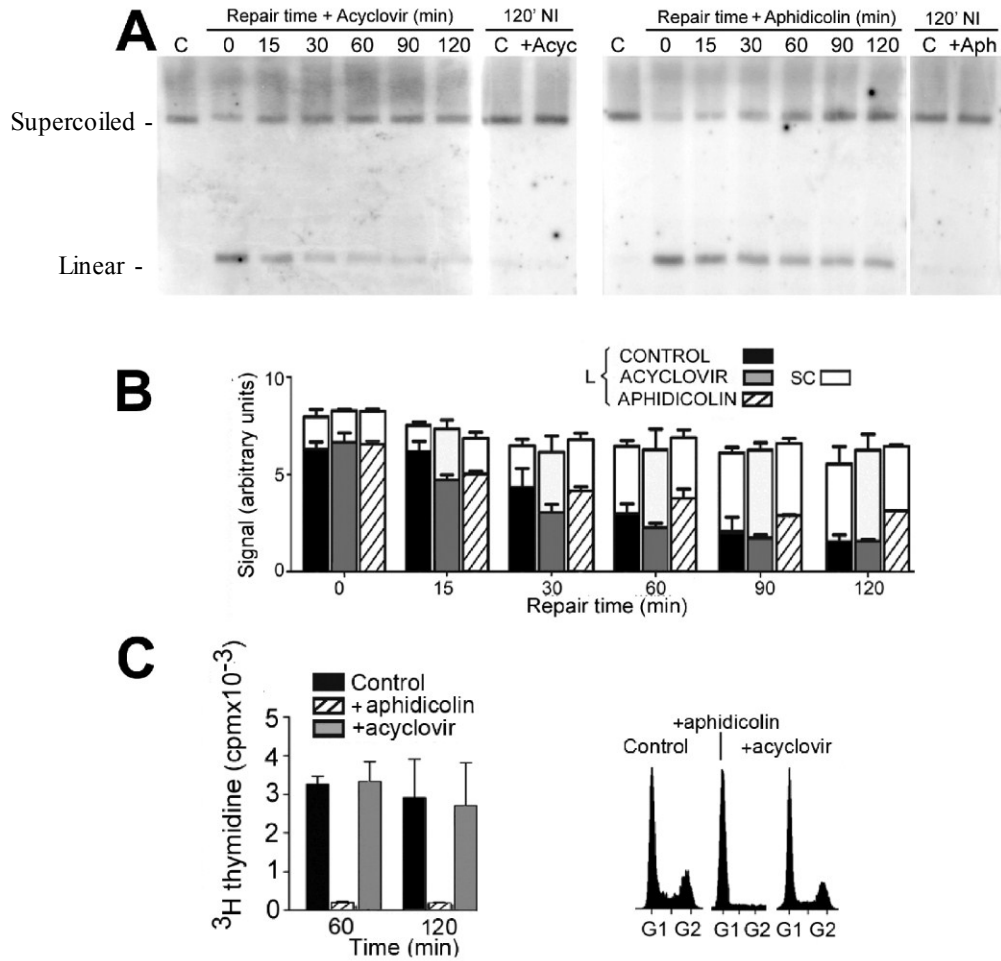 A
Repair time + Acyclovir (min)
120' NI
Repair time + Aphidicolin (min)
120' NI
C 0 15 30 60 90 120
C +Acyc
C 0 15 30 60 90 120
C +Aph
Supercoiled -
Linear -
B
CONTROL
L { ACYCLOVIR SC
APHIDICOLIN
Signal (arbitrary units)
10
5
0
0 15 30 60 90 120
Repair time (min)
C
³H thymidine (cpmx10⁻³)
Control
+ aphidicolin
+acyclovir
5
4
3
2
1
0
60 120
Time (min)
+aphidicolin
Control +acyclovir
G1 G2 G1 G2 G1 G2